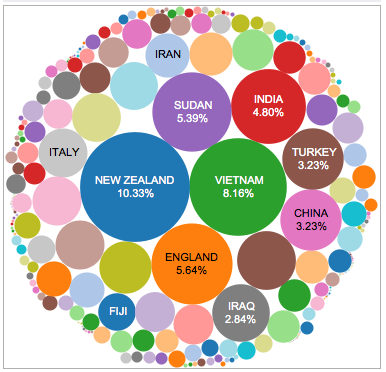 IRAN
SUDAN
5.39%
INDIA
4.80%
ITALY
TURKEY
3.23%
NEW ZEALAND
10.33%
VIETNAM
8.16%
CHINA
3.23%
ENGLAND
5.64%
IRAQ
2.84%
FIJI